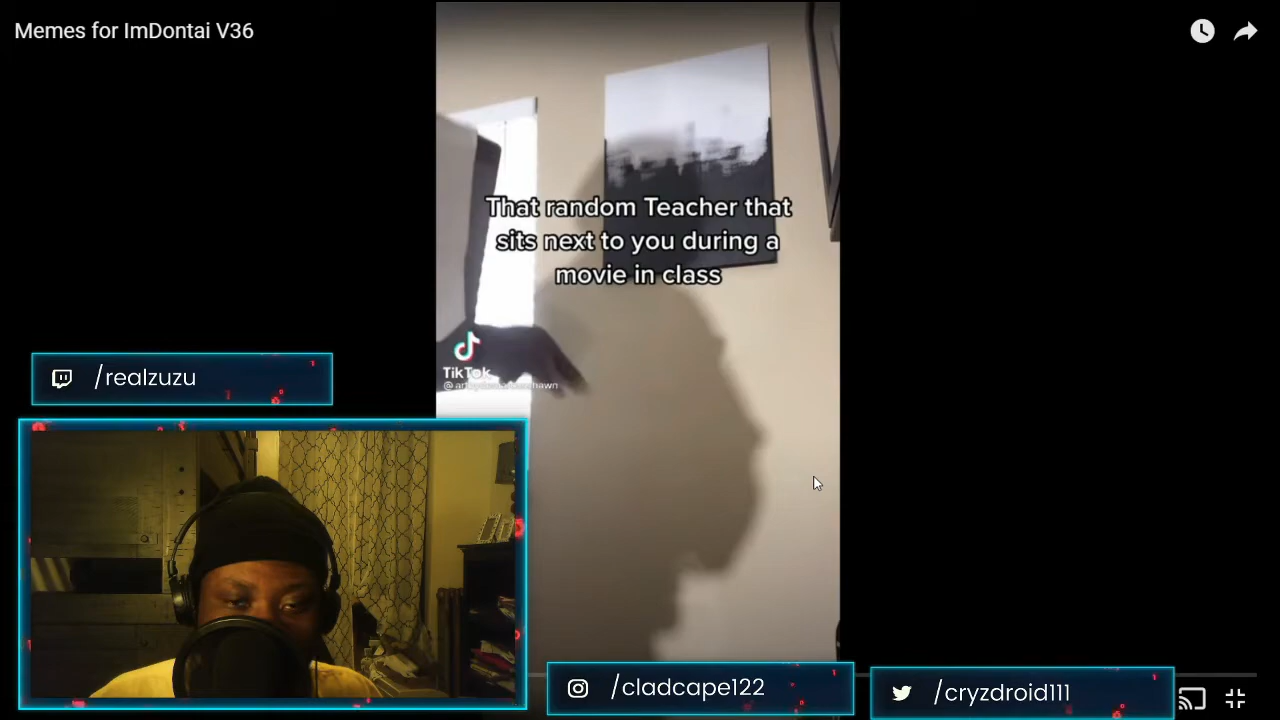 Memes for ImDontai V36
That random Teacher that
sits next to you during a
movie in class
TikTok
/realzuzu
/cladcape122
/cryzdroid111